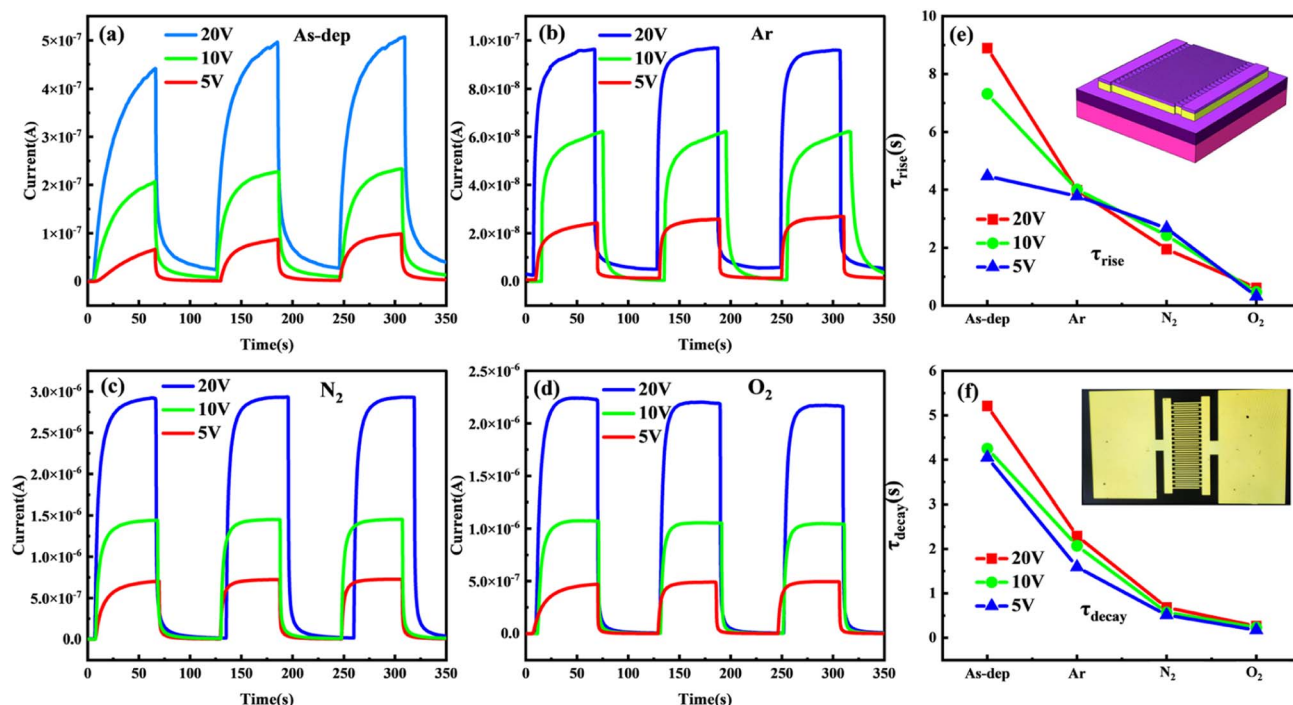 (a)
As-dep
20V
10V
5V
5×10⁻⁷
4×10⁻⁷
3×10⁻⁷
2×10⁻⁷
1×10⁻⁷
0.0
Current(A)
0 50 100 150 200 250 300 350
Time(s)
(b)
Ar
20V
10V
5V
1.0×10⁻⁷
8.0×10⁻⁸
6.0×10⁻⁸
4.0×10⁻⁸
2.0×10⁻⁸
0.0
Current(A)
0 50 100 150 200 250 300 350
Time(s)
(e)
10
8
6
4
2
0
τrise(s)
20V
10V
5V
τrise
As-dep Ar N₂ O₂
(c)
N₂
20V
10V
5V
3.0×10⁻⁶
2.5×10⁻⁶
2.0×10⁻⁶
1.5×10⁻⁶
1.0×10⁻⁶
5.0×10⁻⁷
0.0
Current(A)
0 50 100 150 200 250 300 350
Time(s)
(d)
O₂
20V
10V
5V
2.5×10⁻⁶
2.0×10⁻⁶
1.5×10⁻⁶
1.0×10⁻⁶
5.0×10⁻⁷
0.0
Current(A)
0 50 100 150 200 250 300 350
Time(s)
(f)
6
5
4
3
2
1
0
τdecay(s)
20V
10V
5V
τdecay
As-dep Ar N₂ O₂